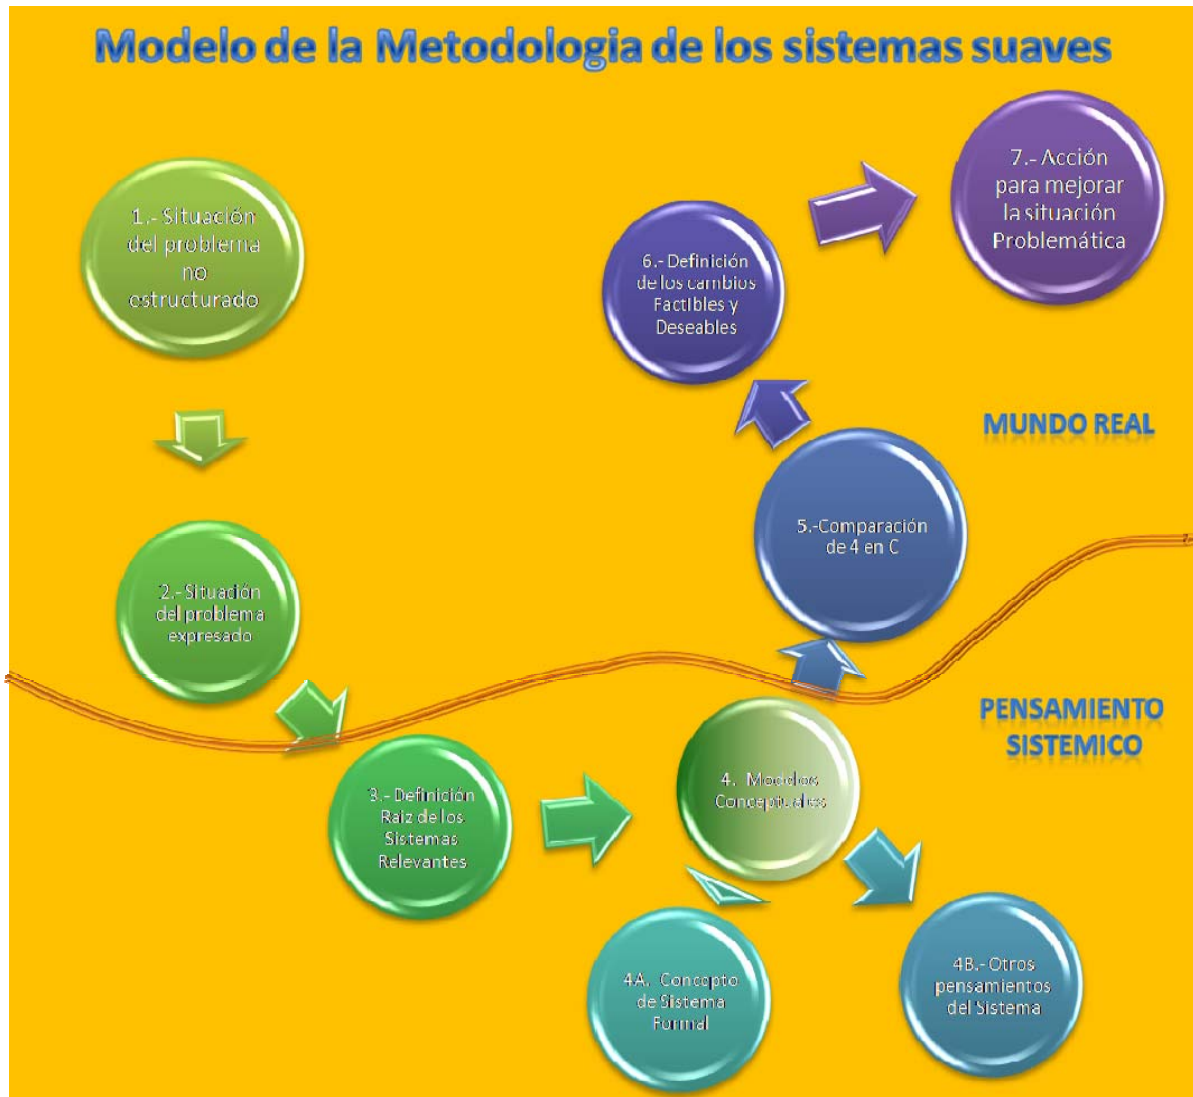 Modelo de la Metodologia de los sistemas suaves
1.- Situación
del problema
no
estructurado
2.- Situación
del problema
expresado
3.- Definición
Raiz de los
Sistemas
Relevantes
4. Modelos
Conceptuales
4A. Concepto
de Sistema
Formal
4B.- Otros
pensamientos
del Sistema
5.-Comparación
de 4 en C
6.- Definición
de los cambios
Factibles y
Deseables
7.- Acción
para mejorar
la situación
Problemática
MUNDO REAL
PENSAMIENTO
SISTEMICO